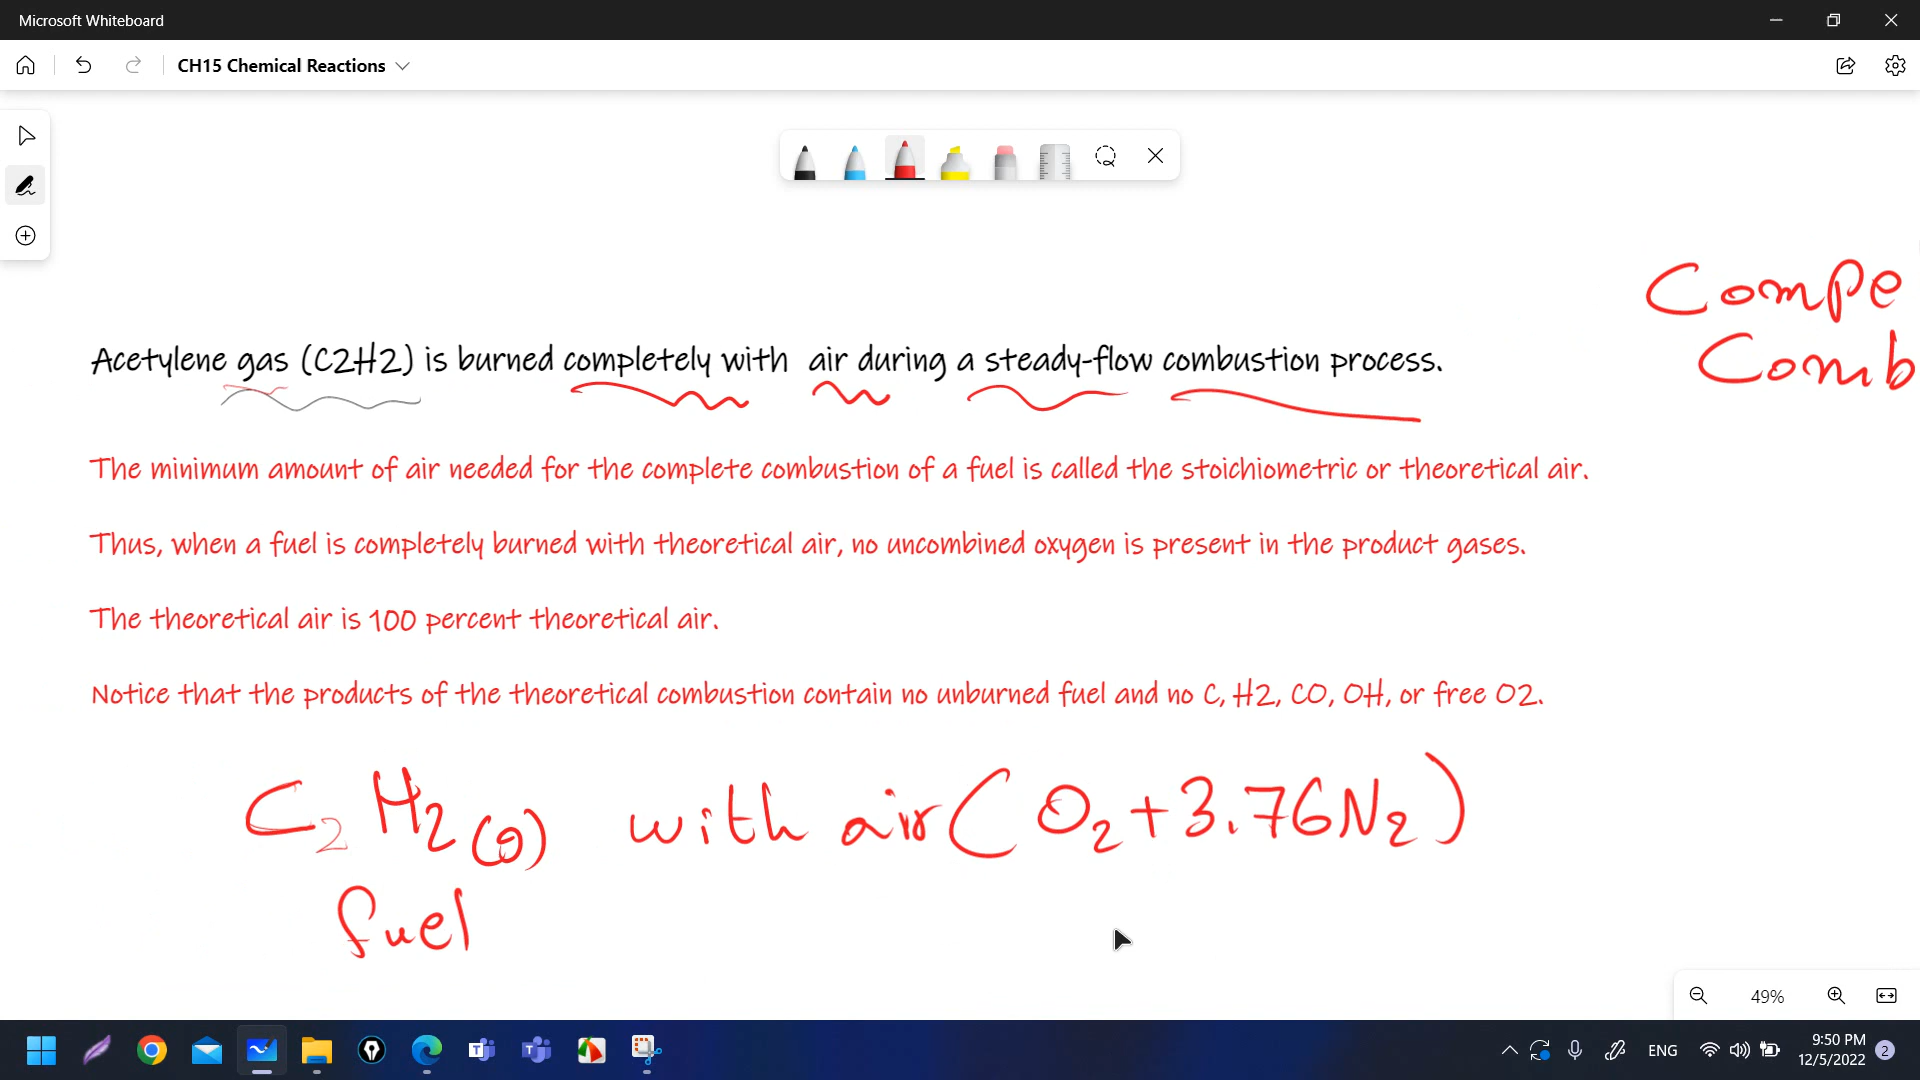 Microsoft Whiteboard
CH15 Chemical Reactions
Compe
Comb
Acetylene gas (C2H2) is burned completely with air during a steady-flow combustion process.
The minimum amount of air needed for the complete combustion of a fuel is called the stoichiometric or theoretical air.
Thus, when a fuel is completely burned with theoretical air, no uncombined oxygen is present in the product gases.
The theoretical air is 100 percent theoretical air.
Notice that the products of the theoretical combustion contain no unburned fuel and no C, H2, CO, OH, or free O2.
C2H2(g) with air (O2+3.76N2)
fuel
49%
ENG
9:50 PM
12/5/2022
2